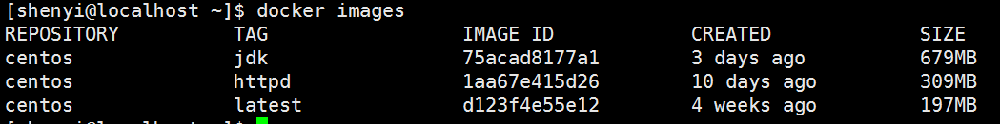 [shenyi@localhost ~]$ docker images
REPOSITORY TAG IMAGE ID CREATED SIZE
centos jdk 75acad8177a1 3 days ago 679MB
centos httpd 1aa67e415d26 10 days ago 309MB
centos latest d123f4e55e12 4 weeks ago 197MB
[shenyi@localhost ~]$